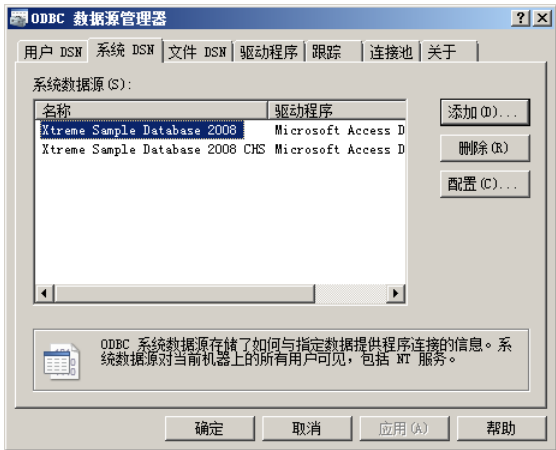 ODBC 数据源管理器
用户 DSN 系统 DSN 文件 DSN 驱动程序 跟踪 连接池 关于
系统数据源(S):
名称 驱动程序
Xtreme Sample Database 2008 Microsoft Access D
Xtreme Sample Database 2008 CHS Microsoft Access D
添加(D)...
删除(R)
配置(C)...
ODBC 系统数据源存储了如何与指定数据提供程序连接的信息。系
统数据源对当前机器上的所有用户可见，包括 NT 服务。
确定 取消 应用(A) 帮助